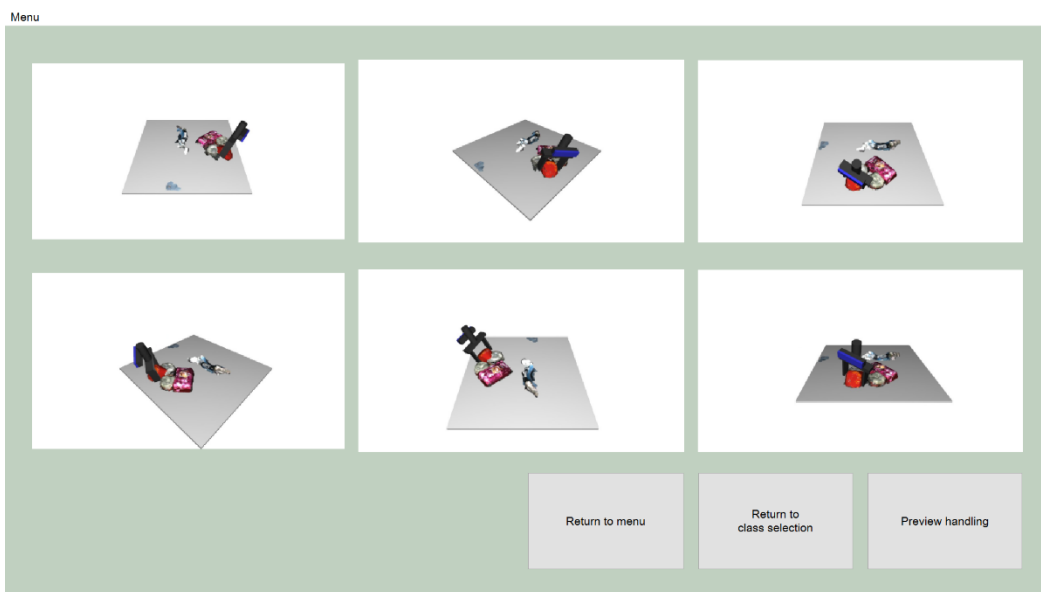 Menu
Return to menu
Return to
class selection
Preview handling